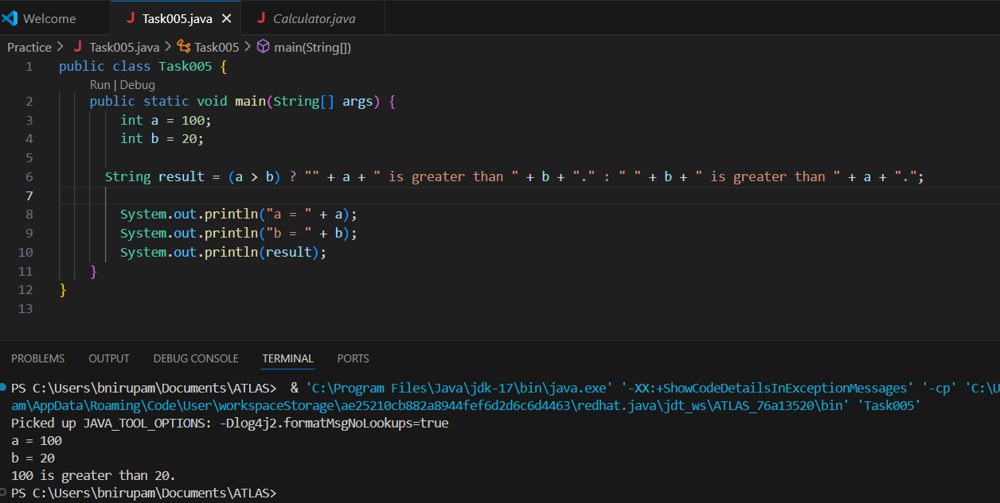 Welcome
J Task005.java ×
J Calculator.java
Practice > J Task005.java > Task005 > main(String[])
1 public class Task005 {
Run | Debug
2 public static void main(String[] args) {
3 int a = 100;
4 int b = 20;
5
6 String result = (a > b) ? "" + a + " is greater than " + b + "." : " " + b + " is greater than " + a + ".";
7
8 System.out.println("a = " + a);
9 System.out.println("b = " + b);
10 System.out.println(result);
11 }
12 }
13
PROBLEMS OUTPUT DEBUG CONSOLE TERMINAL PORTS
PS C:\Users\bnirupam\Documents\ATLAS> & 'C:\Program Files\Java\jdk-17\bin\java.exe' '-XX:+ShowCodeDetailsInExceptionMessages' '-cp' 'C:\U
am\AppData\Roaming\Code\User\workspaceStorage\ae25210cb882a8944fef6d2d6c6d4463\redhat.java\jdt_ws\ATLAS_76a13520\bin' 'Task005'
Picked up JAVA_TOOL_OPTIONS: -Dlog4j2.formatMsgNoLookups=true
a = 100
b = 20
100 is greater than 20.
PS C:\Users\bnirupam\Documents\ATLAS>